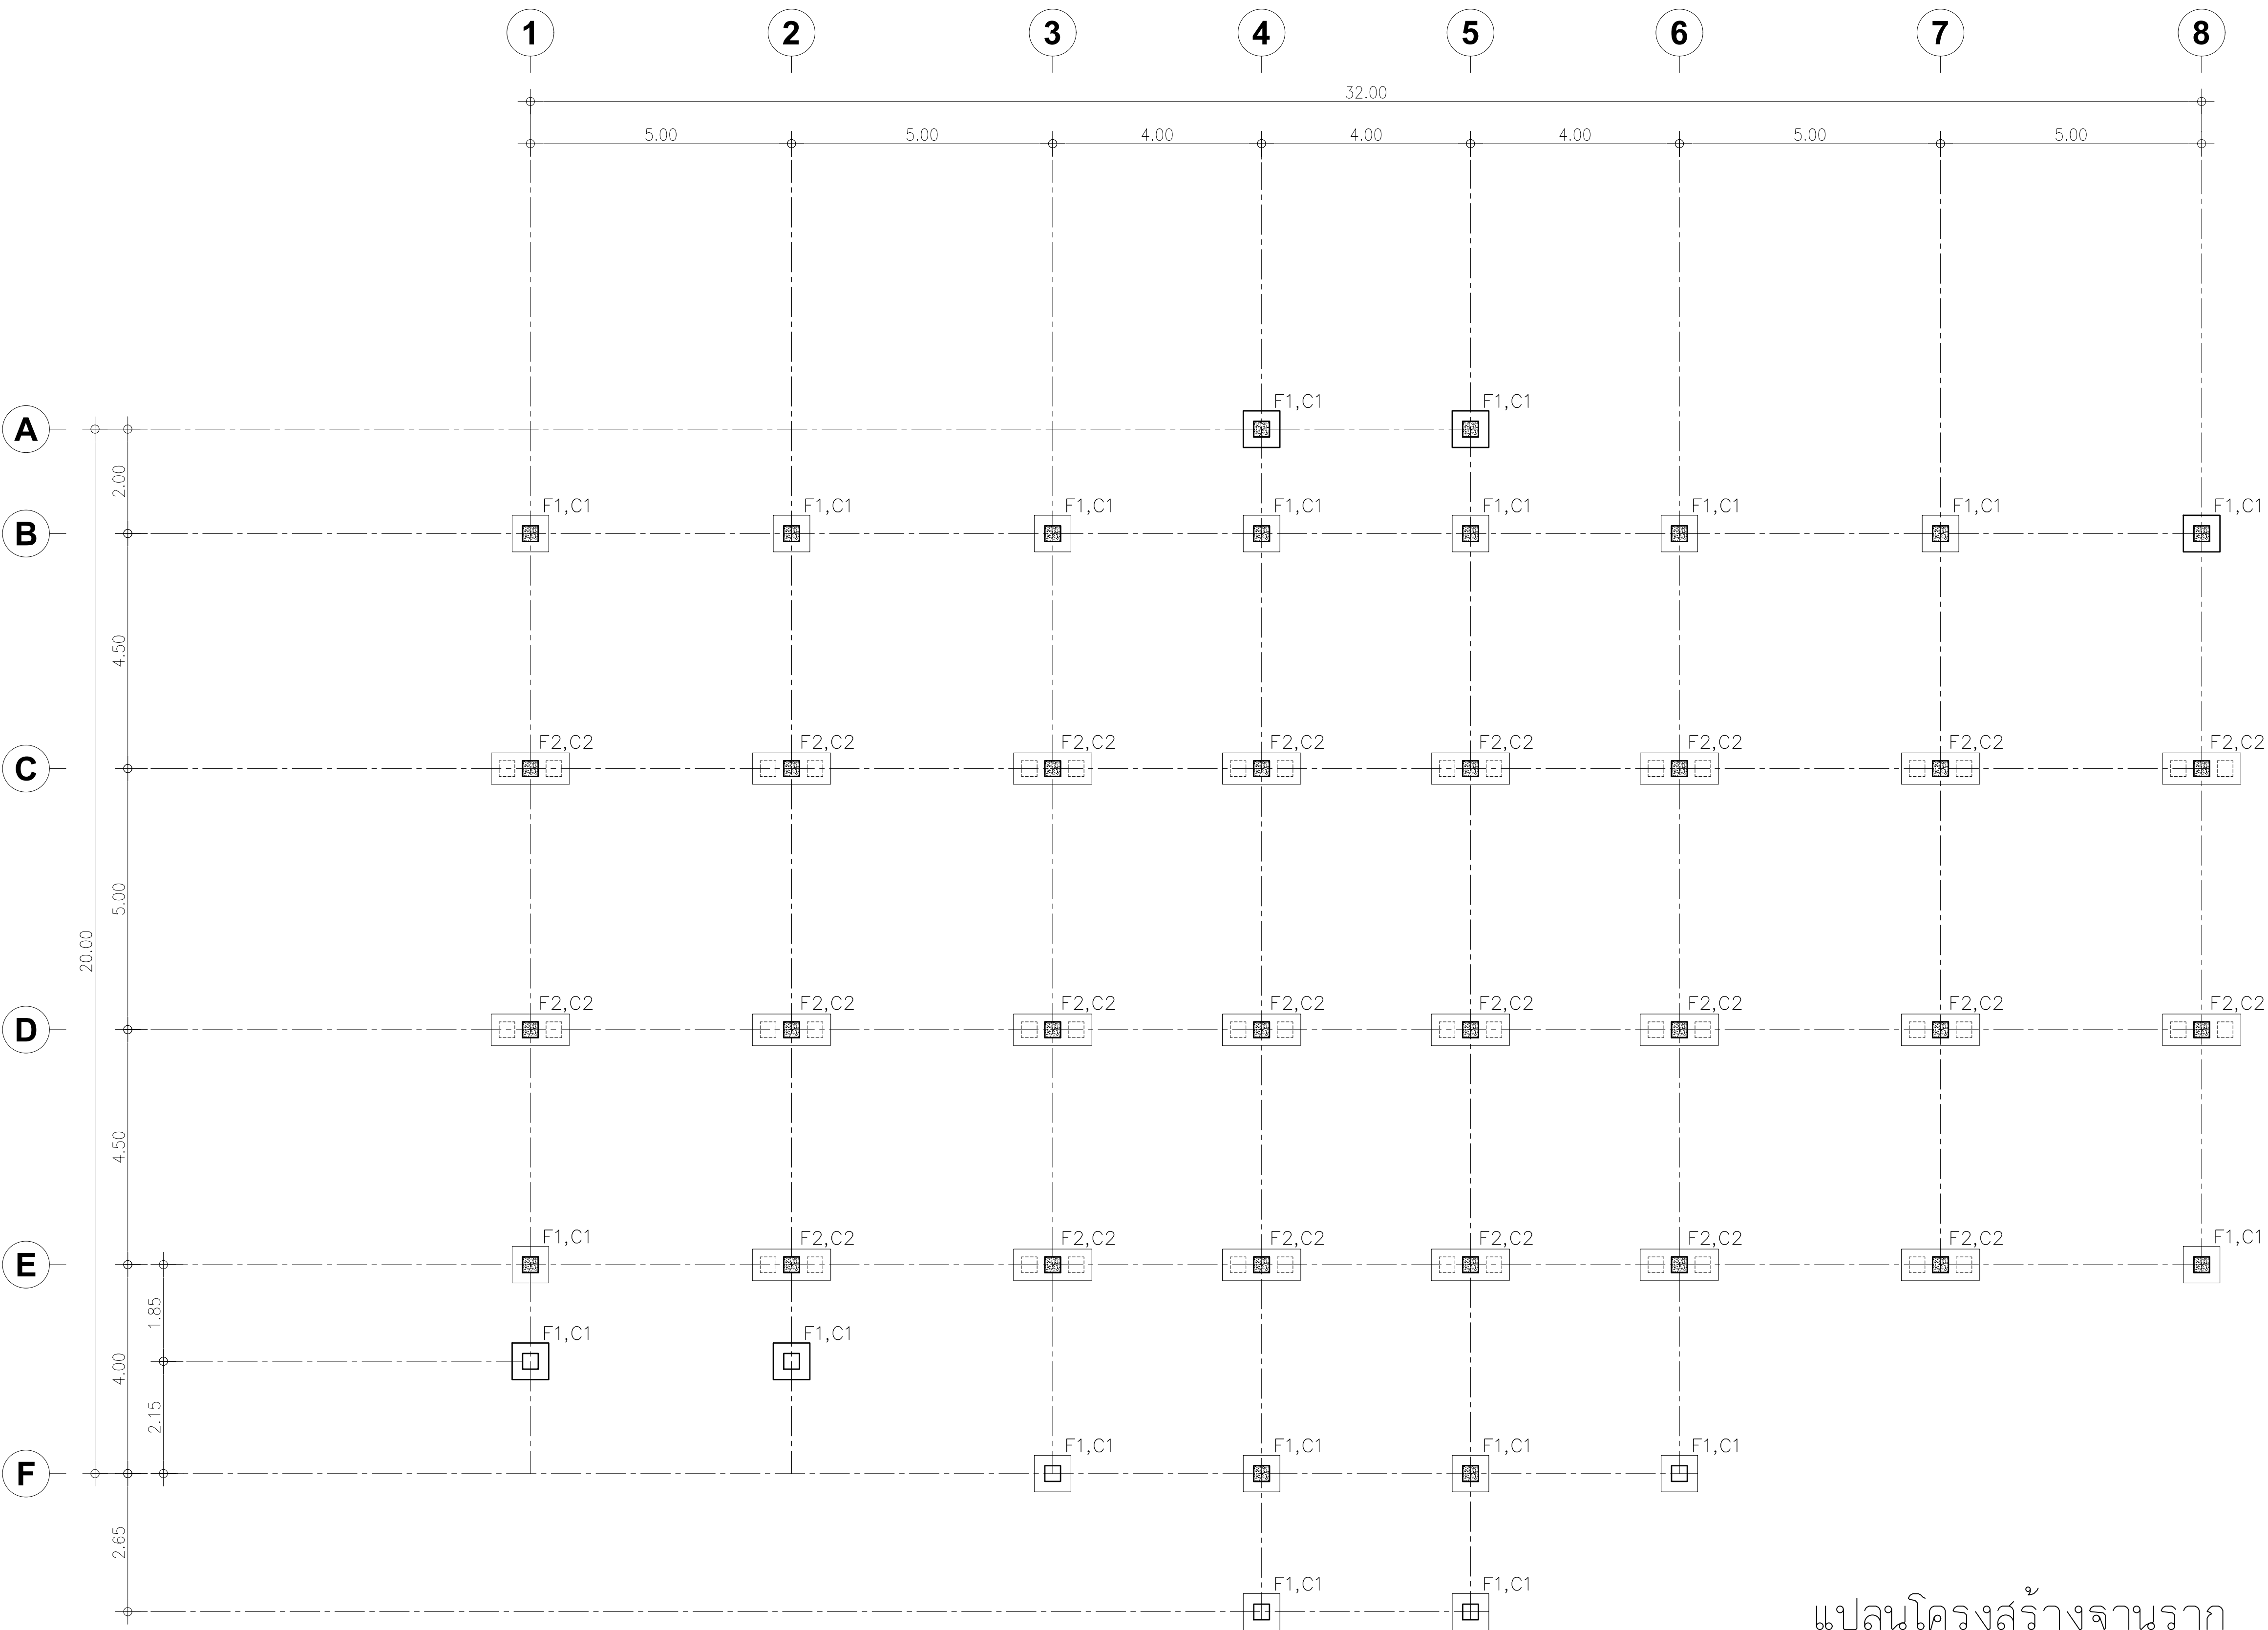 1 2 3 4 5 6 7 8
32.00
5.00 5.00 4.00 4.00 4.00 5.00 5.00
F1,C1 F1,C1
A
2.00
F1,C1 F1,C1 F1,C1 F1,C1 F1,C1 F1,C1 F1,C1 F1,C1
B
4.50
F2,C2 F2,C2 F2,C2 F2,C2 F2,C2 F2,C2 F2,C2 F2,C2
C
5.00
20.00
F2,C2 F2,C2 F2,C2 F2,C2 F2,C2 F2,C2 F2,C2 F2,C2
D
4.50
F1,C1 F2,C2 F2,C2 F2,C2 F2,C2 F2,C2 F2,C2 F1,C1
E
1.85
F1,C1 F1,C1
4.00
2.15
F1,C1 F1,C1 F1,C1 F1,C1
F
2.65
F1,C1 F1,C1
แปลนโครงสร้างฐานราก